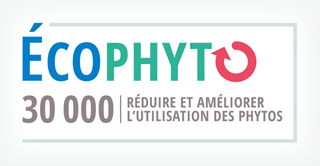 ÉCOPHYTO
30 000
RÉDUIRE ET AMÉLIORER
L'UTILISATION DES PHYTOS